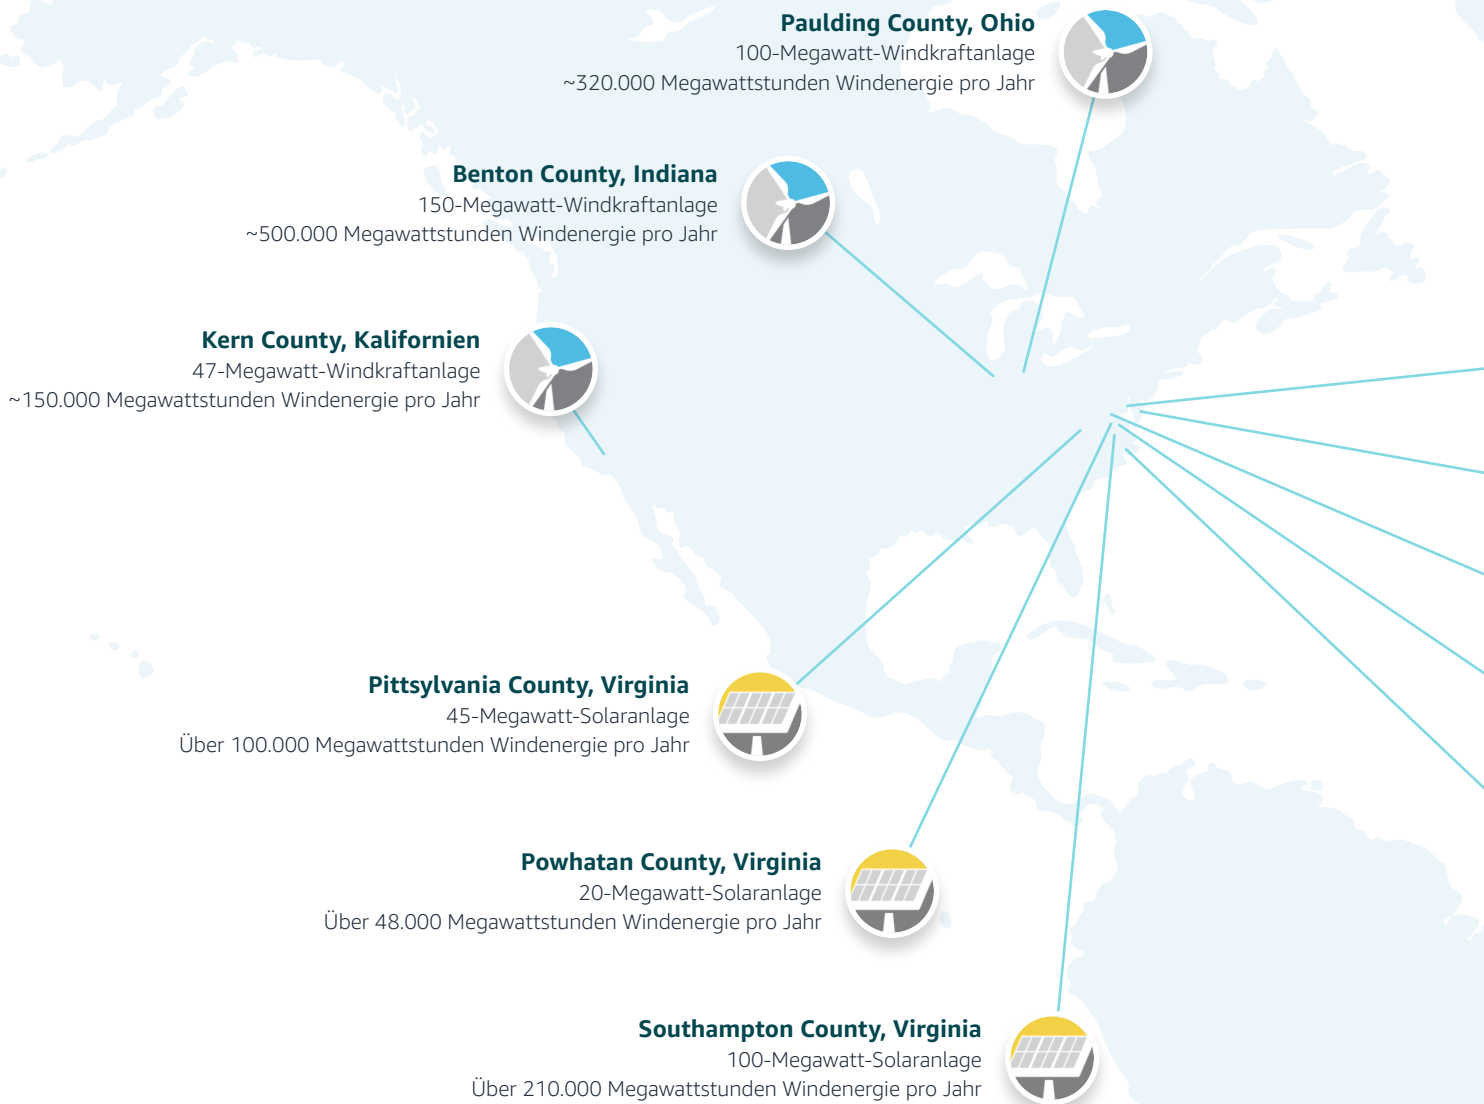 Paulding County, Ohio
100-Megawatt-Windkraftanlage
~320.000 Megawattstunden Windenergie pro Jahr
Benton County, Indiana
150-Megawatt-Windkraftanlage
~500.000 Megawattstunden Windenergie pro Jahr
Kern County, Kalifornien
47-Megawatt-Windkraftanlage
~150.000 Megawattstunden Windenergie pro Jahr
Pittsylvania County, Virginia
45-Megawatt-Solaranlage
Über 100.000 Megawattstunden Windenergie pro Jahr
Powhatan County, Virginia
20-Megawatt-Solaranlage
Über 48.000 Megawattstunden Windenergie pro Jahr
Southampton County, Virginia
100-Megawatt-Solaranlage
Über 210.000 Megawattstunden Windenergie pro Jahr